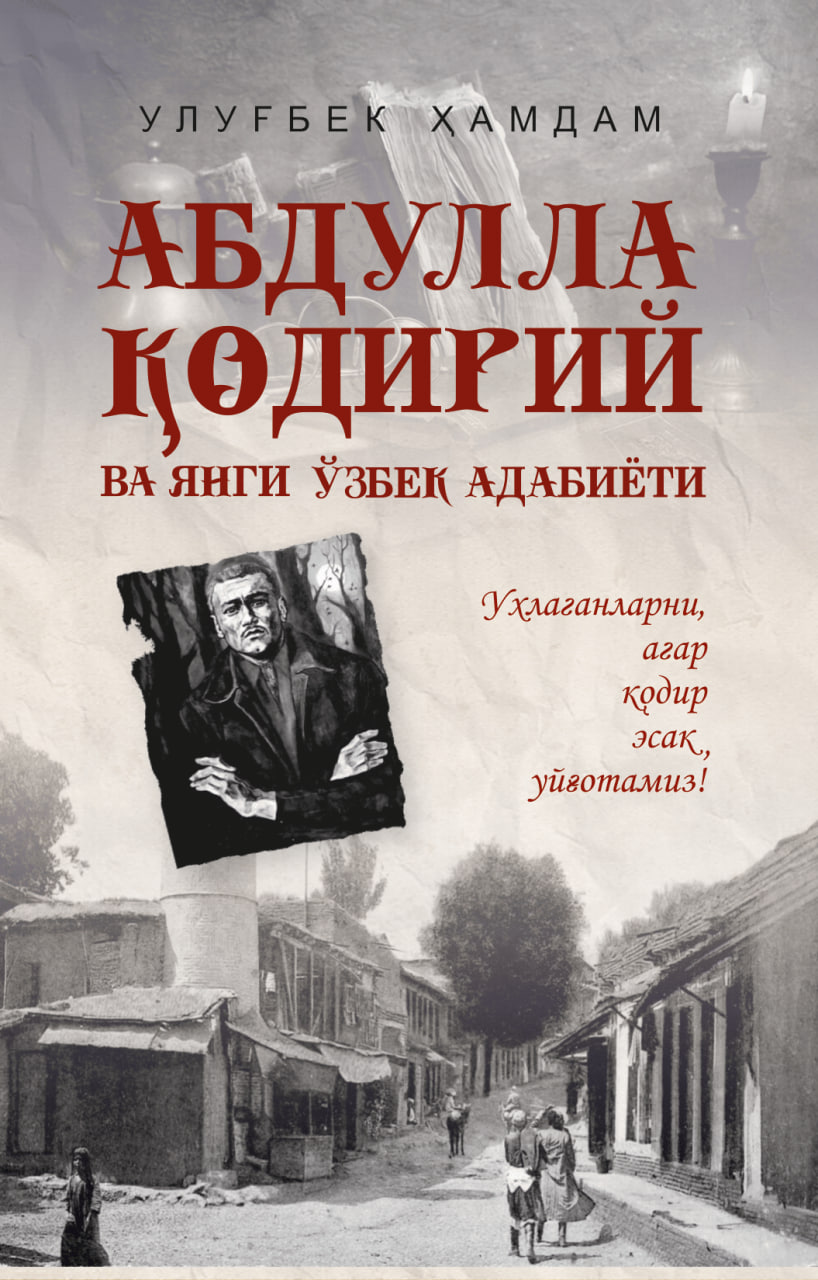 УЛУҒБЕК ҲАМДАМ
АБДУЛЛА
ҚОДИРИЙ
ВА ЯНГИ ЎЗБЕК АДАБИЁТИ
Ухлаганларни,
агар
қодир
эсак,
уйғотамиз!